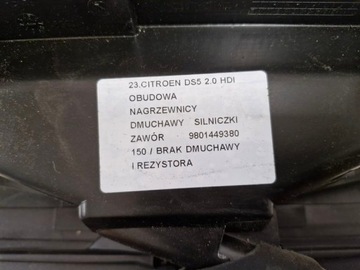 23.CITROEN DS5 2.0 HDI
OBUDOWA
NAGRZEWNICY
DMUCHAWY SILNICZKI
ZAWÓR 9801449380
150 / BRAK DMUCHAWY
I REZYSTORA